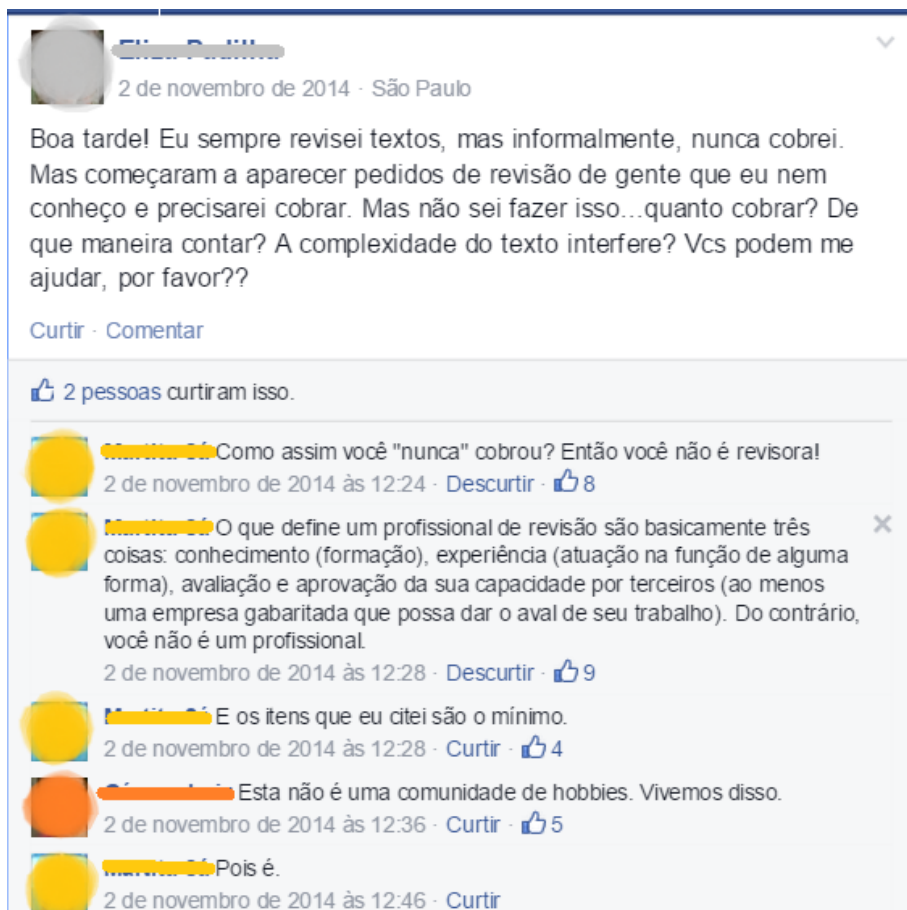 2 de novembro de 2014 · São Paulo
Boa tarde! Eu sempre revisei textos, mas informalmente, nunca cobrei.
Mas começaram a aparecer pedidos de revisão de gente que eu nem
conheço e precisarei cobrar. Mas não sei fazer isso...quanto cobrar? De
que maneira contar? A complexidade do texto interfere? Vcs podem me
ajudar, por favor??
Curtir · Comentar
2 pessoas curtiram isso.
Como assim você "nunca" cobrou? Então você não é revisora!
2 de novembro de 2014 às 12:24 · Descurtir · 8
O que define um profissional de revisão são basicamente três
coisas: conhecimento (formação), experiência (atuação na função de alguma
forma), avaliação e aprovação da sua capacidade por terceiros (ao menos
uma empresa gabaritada que possa dar o aval de seu trabalho). Do contrário,
você não é um profissional.
2 de novembro de 2014 às 12:28 · Descurtir · 9
E os itens que eu citei são o mínimo.
2 de novembro de 2014 às 12:28 · Curtir · 4
Esta não é uma comunidade de hobbies. Vivemos disso.
2 de novembro de 2014 às 12:36 · Curtir · 5
Pois é.
2 de novembro de 2014 às 12:46 · Curtir